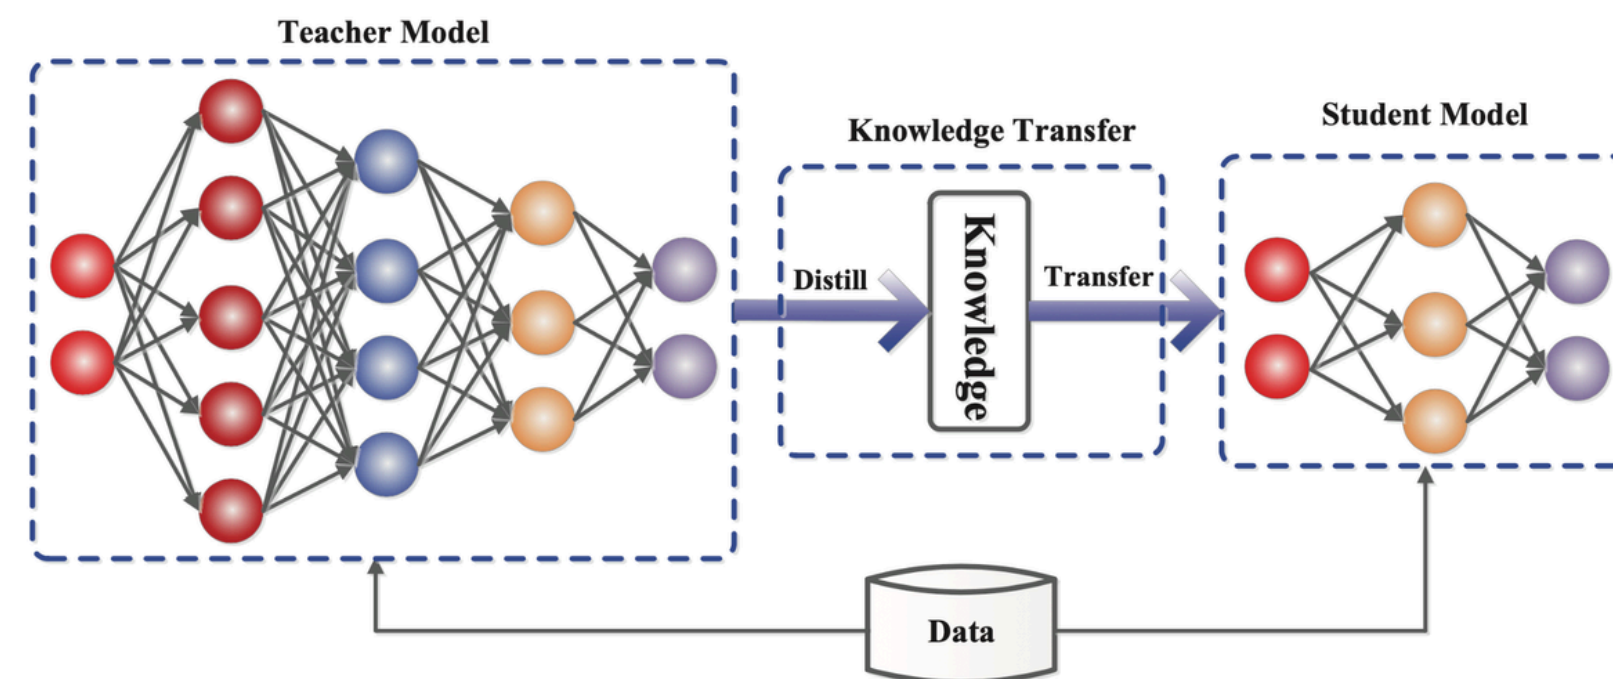 Teacher Model
Knowledge Transfer
Student Model
Distill
Knowledge
Transfer
Data